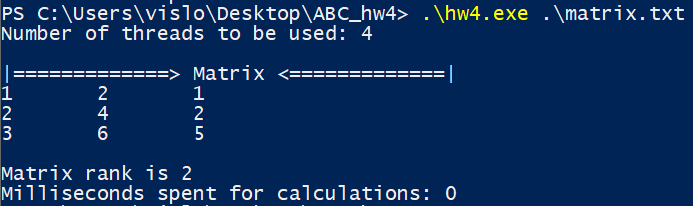 PS C:\Users\vislo\Desktop\ABC_hw4> .\hw4.exe .\matrix.txt
Number of threads to be used: 4
|=============> Matrix <=============|
1 2 1
2 4 2
3 6 5
Matrix rank is 2
Milliseconds spent for calculations: 0